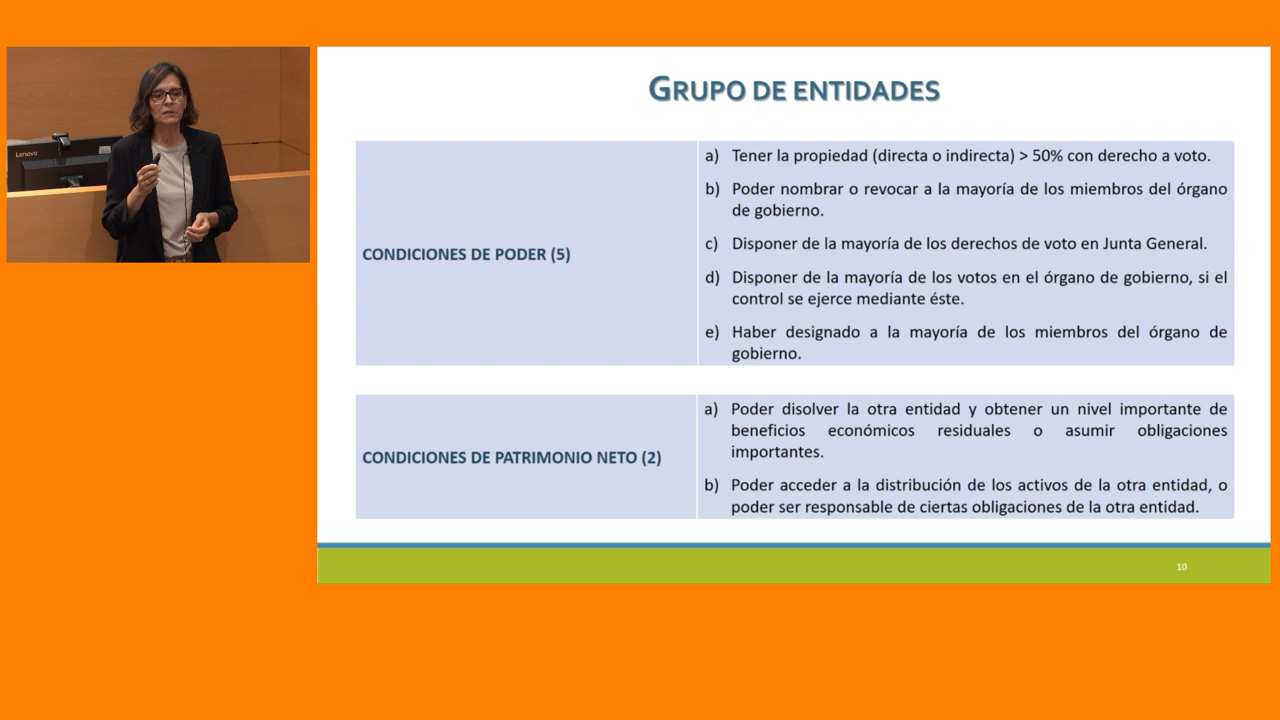 Lenovo
GRUPO DE ENTIDADES
CONDICIONES DE PODER (5)
a) Tener la propiedad (directa o indirecta) > 50% con derecho a voto.
b) Poder nombrar o revocar a la mayoría de los miembros del órgano
de gobierno.
c) Disponer de la mayoría de los derechos de voto en Junta General.
d) Disponer de la mayoría de los votos en el órgano de gobierno, si el
control se ejerce mediante éste.
e) Haber designado a la mayoría de los miembros del órgano de
gobierno.
CONDICIONES DE PATRIMONIO NETO (2)
a) Poder disolver la otra entidad y obtener un nivel importante de
beneficios económicos residuales o asumir obligaciones
importantes.
b) Poder acceder a la distribución de los activos de la otra entidad, o
poder ser responsable de ciertas obligaciones de la otra entidad.
10